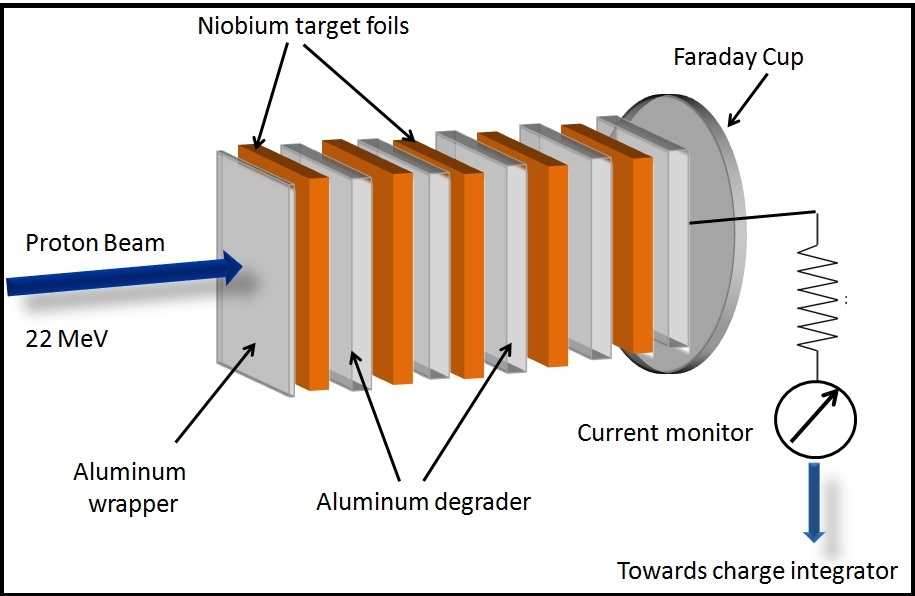 Niobium target foils
Faraday Cup
Proton Beam
22 MeV
Current monitor
Aluminum
wrapper
Aluminum degrader
Towards charge integrator